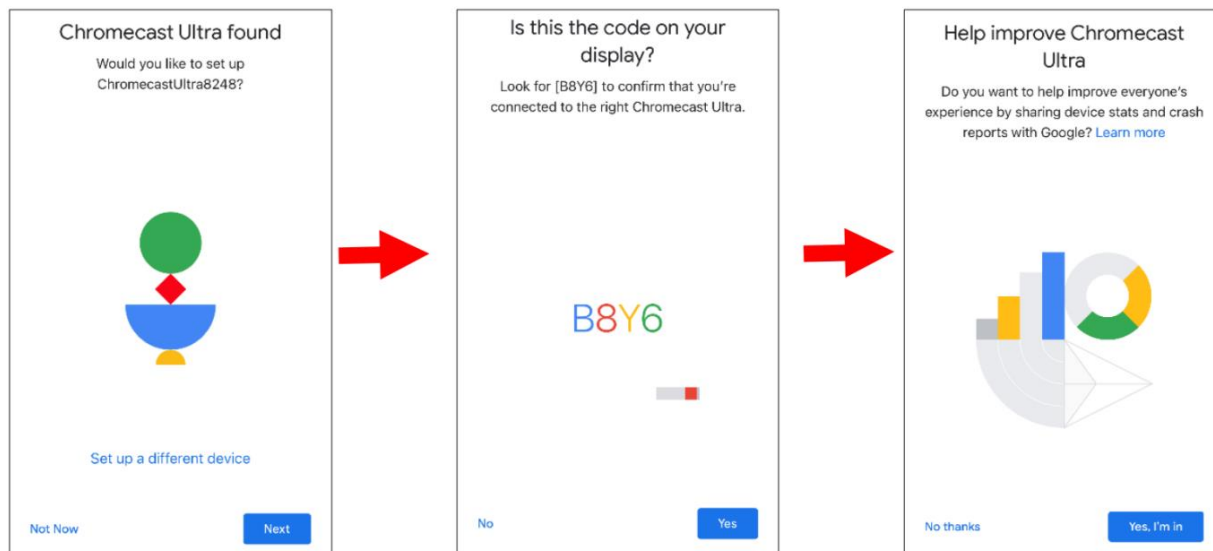 Chromecast Ultra found
Would you like to set up
ChromecastUltra8248?
Set up a different device
Not Now
Next
Is this the code on your
display?
Look for [B8Y6] to confirm that you're
connected to the right Chromecast Ultra.
B8Y6
No
Yes
Help improve Chromecast
Ultra
Do you want to help improve everyone's
experience by sharing device stats and crash
reports with Google? Learn more
No thanks
Yes, I'm in